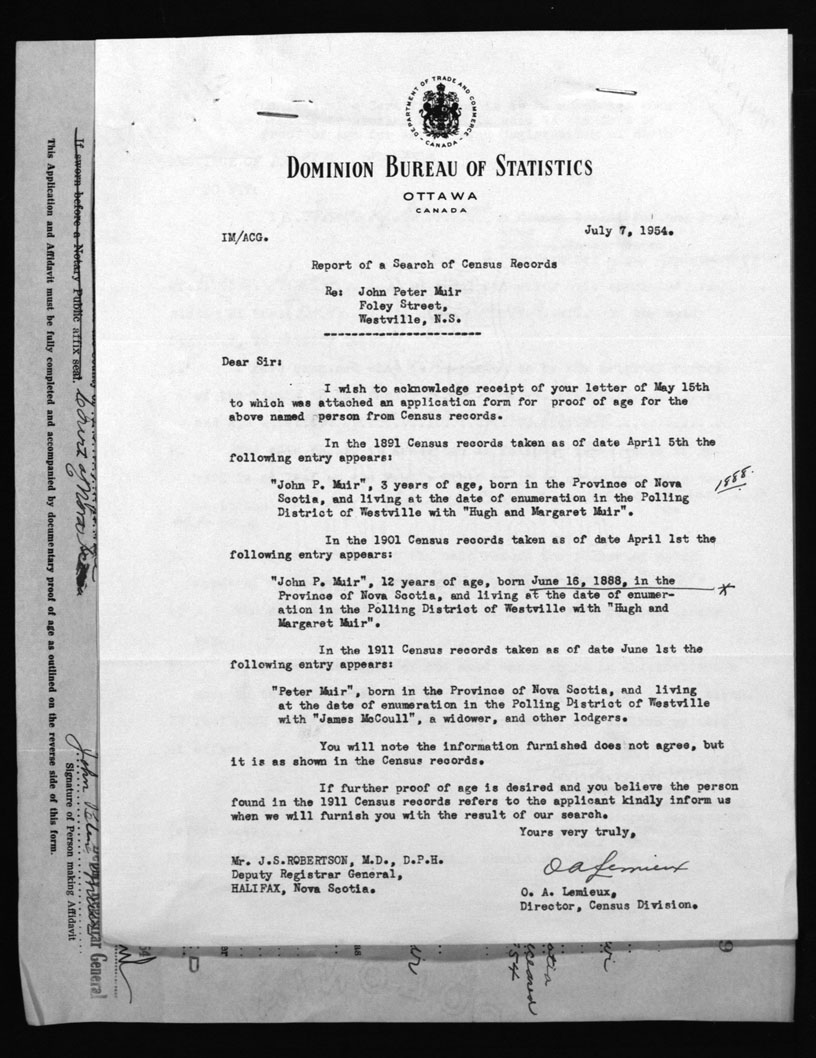 DEPARTMENT OF TRADE AND COMMERCE
CANADA
DOMINION BUREAU OF STATISTICS
OTTAWA
CANADA
IM/ACG.
July 7, 1954.
Report of a Search of Census Records
Re: John Peter Muir
Foley Street,
Westville, N.S.
Dear Sir:
I wish to acknowledge receipt of your letter of May 15th
to which was attached an application form for proof of age for the
above named person from Census records.
In the 1891 Census records taken as of date April 5th the
following entry appears:
"John P. Muir", 3 years of age, born in the Province of Nova
Scotia, and living at the date of enumeration in the Polling
District of Westville with "Hugh and Margaret Muir".
1888.
In the 1901 Census records taken as of date April 1st the
following entry appears:
"John P. Muir", 12 years of age, born June 16, 1888, in the
Province of Nova Scotia, and living at the date of enumer-
ation in the Polling District of Westville with "Hugh and
Margaret Muir".
In the 1911 Census records taken as of date June 1st the
following entry appears:
"Peter Muir", born in the Province of Nova Scotia, and living
at the date of enumeration in the Polling District of Westville
with "James McCoull", a widower, and other lodgers.
You will note the information furnished does not agree, but
it is as shown in the Census records.
If further proof of age is desired and you believe the person
found in the 1911 Census records refers to the applicant kindly inform us
when we will furnish you with the result of our search.
Yours very truly,
Mr. J.S.ROBERTSON, M.D., D.P.H.
Deputy Registrar General,
HALIFAX, Nova Scotia.
O A Lemieux
O. A. Lemieux,
Director, Census Division.
If sworn before a Notary Public affix seal.
This Application and Affidavit must be fully completed and accompanied by documentary proof of age as outlined on the reverse side of this form.
John Peter
Signature of Person making Affidavit
General